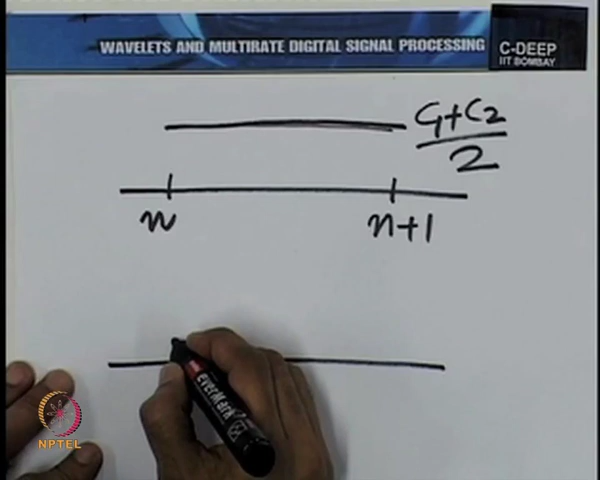 WAVELETS AND MULTIRATE DIGITAL SIGNAL PROCESSING
C-DEEP
IIT BOMBAY
C1+C2
2
n
n+1
everMark
NPTEL